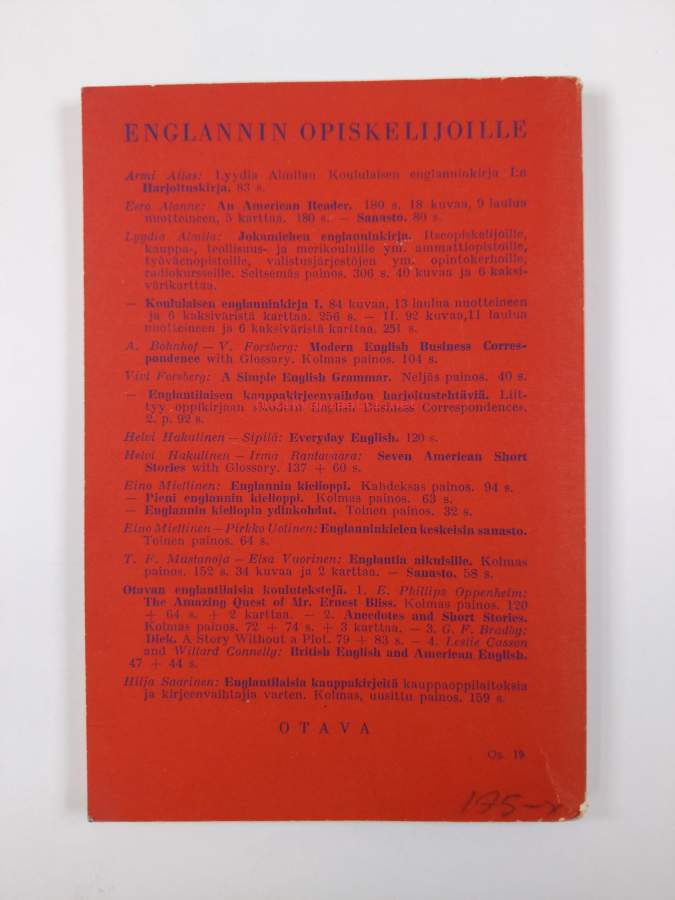 ENGLANNIN OPISKELIJOILLE
Armi Ailas: Lyydia Almilan Koululaisen englanninkirja I:n
Harjoituskirja. 83 s.
Eero Alanne: An American Reader. 180 s. 18 kuvaa, 9 laulua
nuotteineen, 5 karttaa. 180 s. — Sanasto. 80 s.
Lyydia Almila: Jokamiehen englanninkirja. Itseopiskelijoille,
kauppa-, teollisuus- ja merikouluille ym. ammattiopistoille,
työväenopistoille, valistusjärjestöjen ym. opintokerhoille,
radiokursseille. Seitsemäs painos. 306 s. 40 kuvaa ja 6 kaksi-
värikarttaa.
— Koululaisen englanninkirja I. 84 kuvaa, 13 laulua nuotteineen
ja 6 kaksiväristä karttaa. 256 s. — II. 92 kuvaa, 11 laulua
nuotteineen ja 6 kaksiväristä karttaa. 251 s.
A. Bohnhof — V. Forsberg: Modern English Business Corres-
pondence with Glossary. Kolmas painos. 104 s.
Vivi Forsberg: A Simple English Grammar. Neljäs painos. 40 s.
— Englantilaisen kauppakirjeenvaihdon harjoitustehtäviä. Liit-
tyy oppikirjaan »Modern English Business Correspondence».
2. p. 92 s.
Helvi Hakulinen — Sipilä: Everyday English. 120 s.
Helvi Hakulinen — Irma Rantavaara: Seven American Short
Stories with Glossary. 137 + 60 s.
Eino Miettinen: Englannin kielioppi. Kahdeksas painos. 94 s.
— Pieni englannin kielioppi. Kolmas painos. 63 s.
— Englannin kieliopin ydinkohdat. Toinen painos. 32 s.
Eino Miettinen — Pirkko Uotinen: Englanninkielen keskeisin sanasto.
Toinen painos. 64 s.
T. F. Mustanoja — Eisa Vuorinen: Englantia aikuisille. Kolmas
painos. 152 s. 34 kuvaa ja 2 karttaa. — Sanasto. 58 s.
Otavan englantilaisia koulutekstejä. 1. E. Phillips Oppenheim:
The Amazing Quest of Mr. Ernest Bliss. Kolmas painos. 120
+ 64 s. + 2 karttaa. — 2. Anecdotes and Short Stories.
Kolmas painos. 72 + 74 s. + 3 karttaa. — 3. G. F. Bradby:
Dick. A Story Without a Plot. 79 + 83 s. — 4. Leslie Casson
and Willard Connelly: British English and American English.
47 + 44 s.
Hilja Saarinen: Englantilaisia kauppakirjeitä kauppaoppilaitoksia
ja kirjeenvaihtajia varten. Kolmas, uusittu painos. 159 s.
OTAVA
Os. 19.